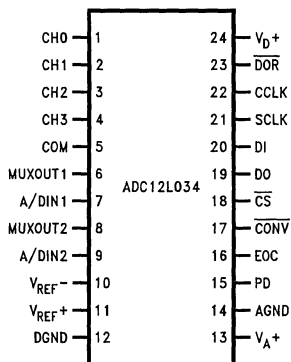 CH0 1
CH1 2
CH2 3
CH3 4
COM 5
MUXOUT1 6
A/DIN1 7
MUXOUT2 8
A/DIN2 9
VREF- 10
VREF+ 11
DGND 12
ADC12L034
24 VD+
23 DOR
22 CCLK
21 SCLK
20 DI
19 DO
18 CS
17 CONV
16 EOC
15 PD
14 AGND
13 VA+